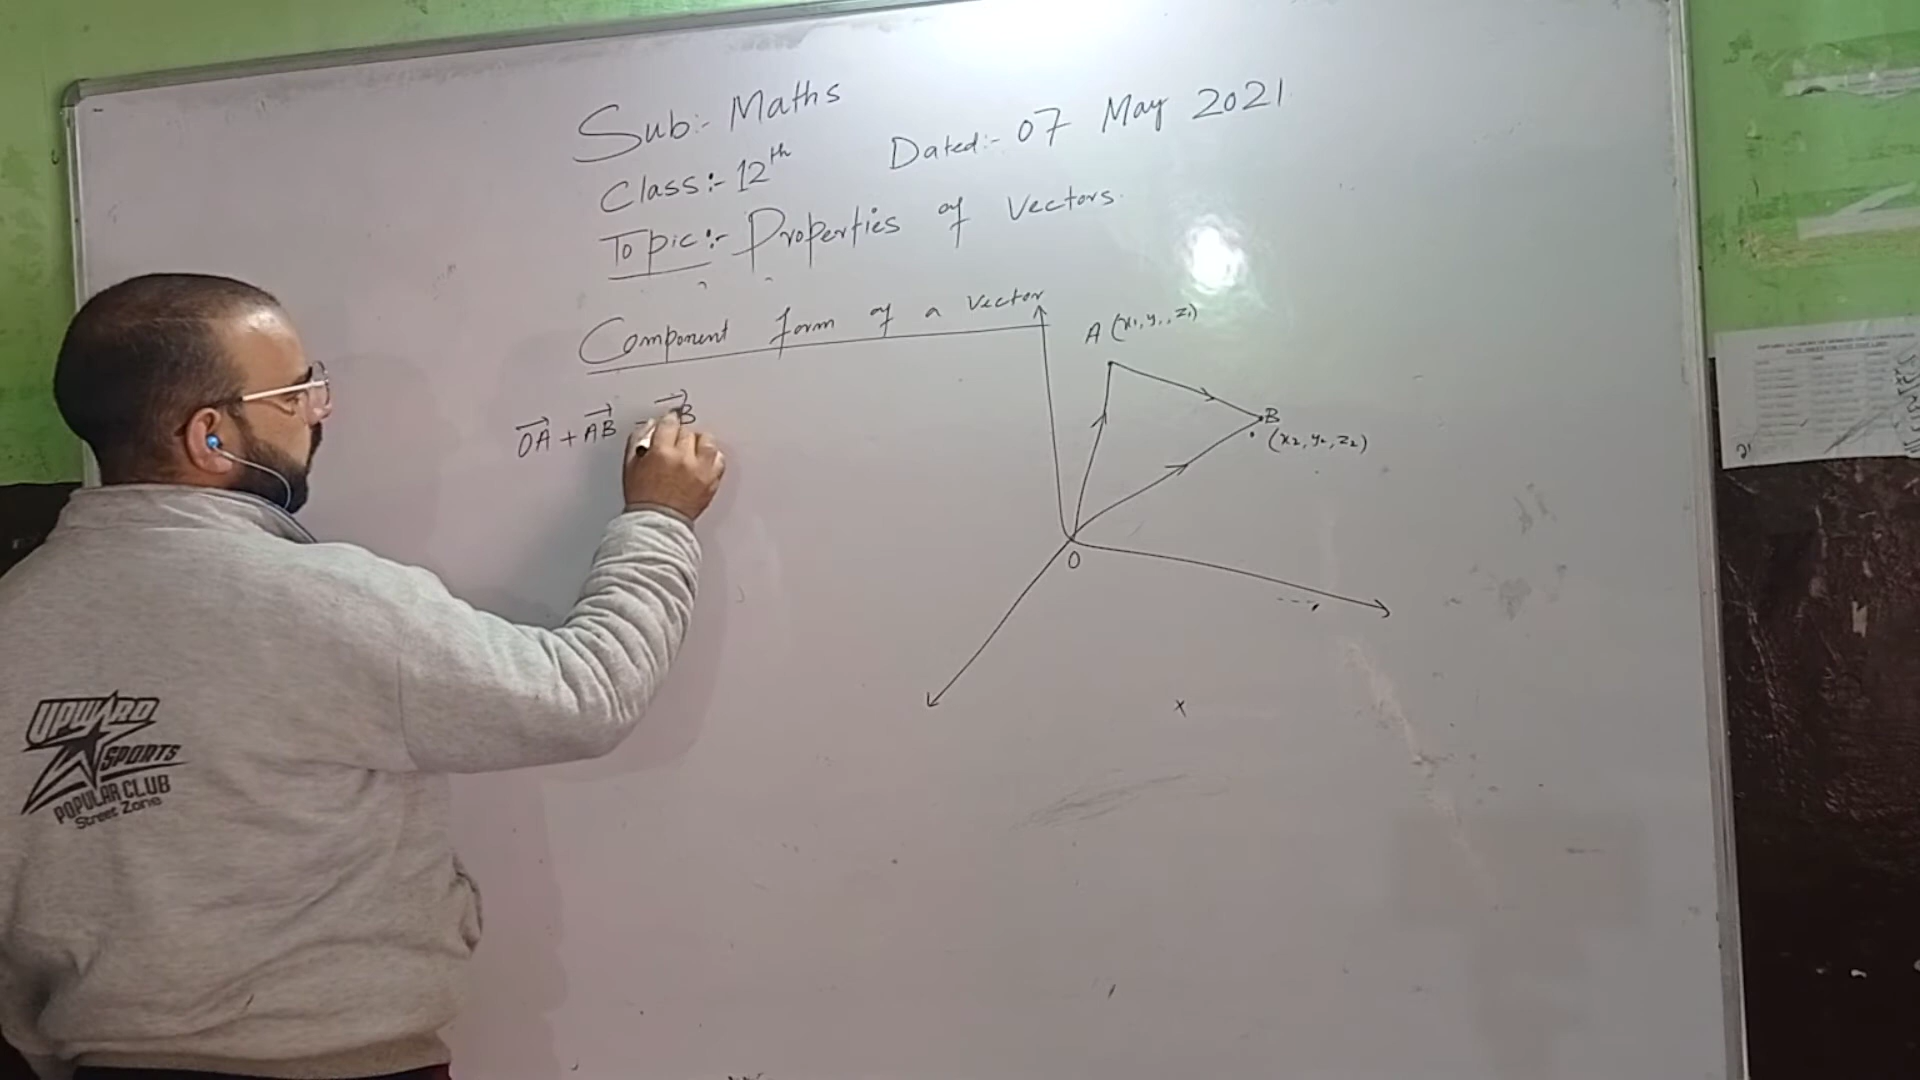 Sub:- Maths
Class:- 12th Dated:- 07 May 2021
Topic:- Properties of Vectors.
Component form of a Vector
A (x₁, y₁, z₁)
OA + AB = B
B
(x₂, y₂, z₂)
O
x
UPWARD
SPORTS
POPULAR CLUB
Street Zone